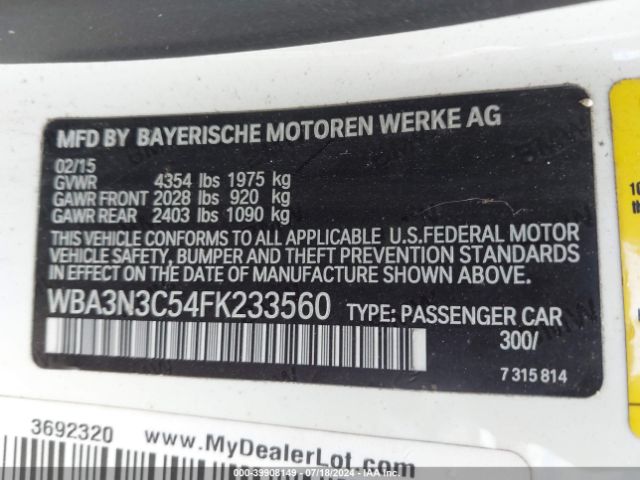 MFD BY BAYERISCHE MOTOREN WERKE AG
02/15
GVWR 4354 lbs 1975 kg
GAWR FRONT 2028 lbs 920 kg
GAWR REAR 2403 lbs 1090 kg
THIS VEHICLE CONFORMS TO ALL APPLICABLE U.S.FEDERAL MOTOR
VEHICLE SAFETY, BUMPER AND THEFT PREVENTION STANDARDS
IN EFFECT ON THE DATE OF MANUFACTURE SHOWN ABOVE.
WBA3N3C54FK233560 TYPE: PASSENGER CAR
300/
7 315 814
3692320 www.MyDealerLot.com
000-39908149 - 07/18/2024 - IAA Inc.